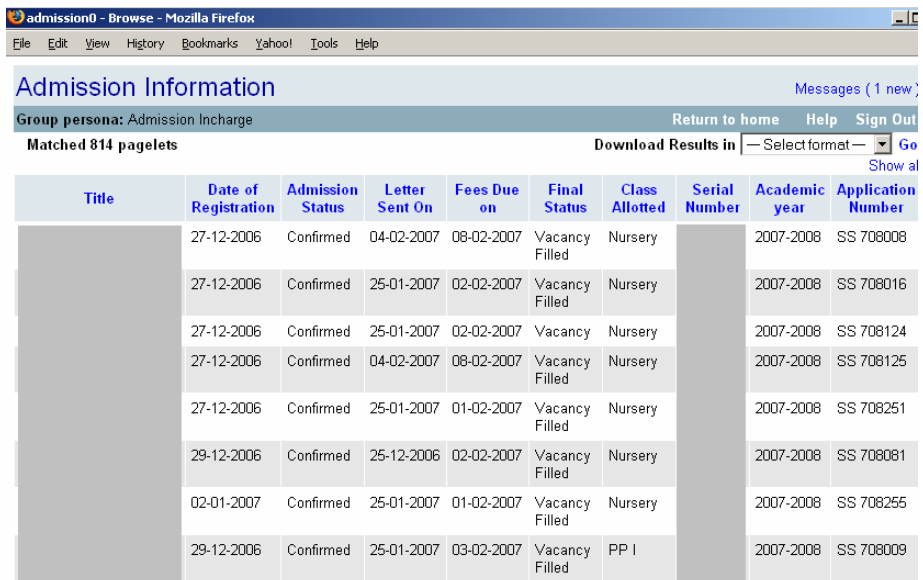 admission0 - Browse - Mozilla Firefox
File Edit View History Bookmarks Yahoo! Tools Help
Admission Information Messages ( 1 new )
Group persona: Admission Incharge Return to home Help Sign Out
Matched 814 pagelets Download Results in — Select format — Go
Show al
Title Date of Registration Admission Status Letter Sent On Fees Due on Final Status Class Allotted Serial Number Academic year Application Number
27-12-2006 Confirmed 04-02-2007 08-02-2007 Vacancy Filled Nursery 2007-2008 SS 708008
27-12-2006 Confirmed 25-01-2007 02-02-2007 Vacancy Filled Nursery 2007-2008 SS 708016
27-12-2006 Confirmed 25-01-2007 02-02-2007 Vacancy Nursery 2007-2008 SS 708124
27-12-2006 Confirmed 04-02-2007 08-02-2007 Vacancy Filled Nursery 2007-2008 SS 708125
27-12-2006 Confirmed 25-01-2007 01-02-2007 Vacancy Filled Nursery 2007-2008 SS 708251
29-12-2006 Confirmed 25-12-2006 02-02-2007 Vacancy Filled Nursery 2007-2008 SS 708081
02-01-2007 Confirmed 25-01-2007 01-02-2007 Vacancy Filled Nursery 2007-2008 SS 708255
29-12-2006 Confirmed 25-01-2007 03-02-2007 Vacancy Filled PP I 2007-2008 SS 708009